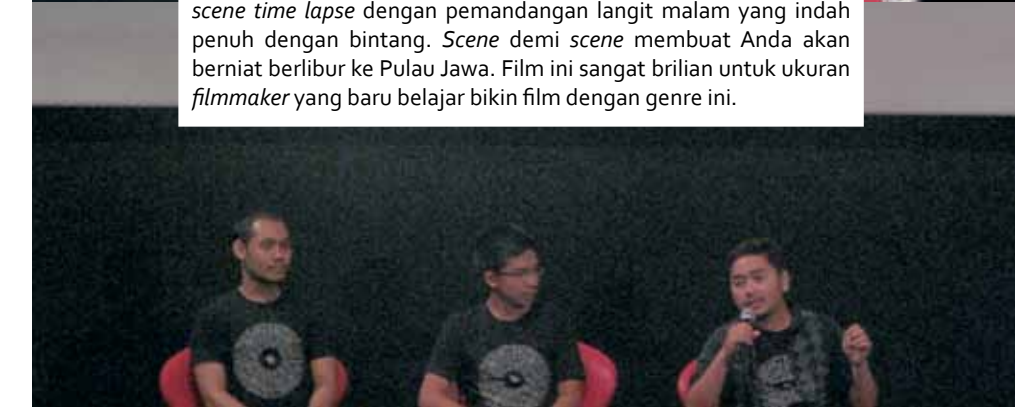 scene time lapse dengan pemandangan langit malam yang indah
penuh dengan bintang. Scene demi scene membuat Anda akan
berniat berlibur ke Pulau Jawa. Film ini sangat brilian untuk ukuran
filmmaker yang baru belajar bikin film dengan genre ini.